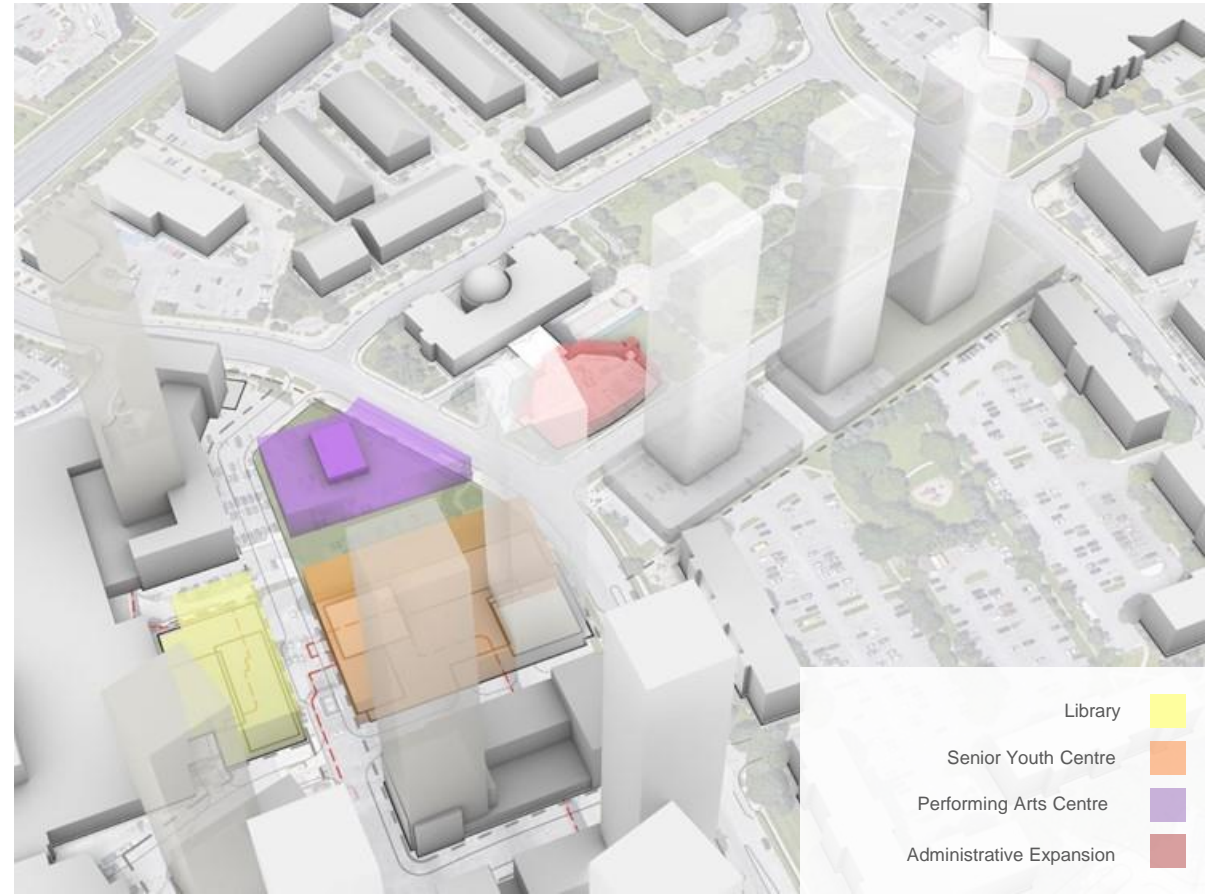 Library
Senior Youth Centre
Performing Arts Centre
Administrative Expansion